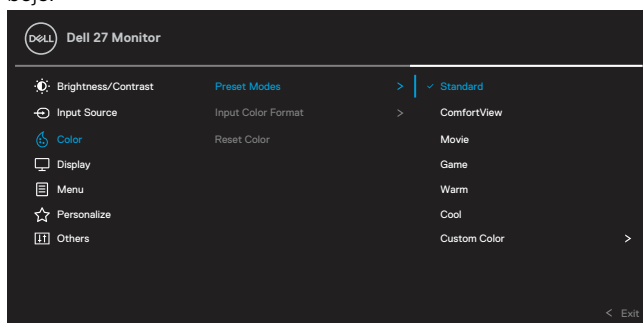 DELL Dell 27 Monitor
Brightness/Contrast Preset Modes > ✓ Standard
Input Source Input Color Format > ComfortView
Color Reset Color Movie
Display Game
Menu Warm
Personalize Cool
Others Custom Color >
< Exit